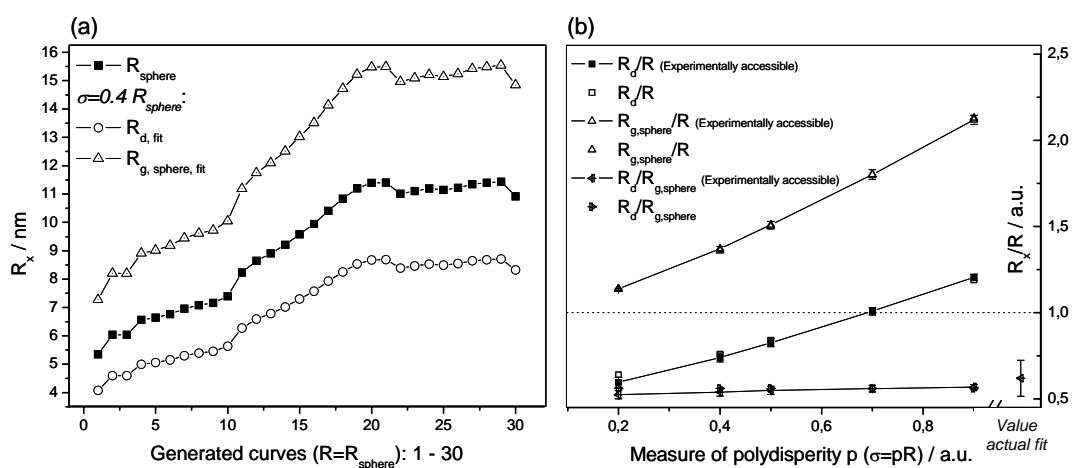 (a)
16
15
14
13
12
11
10
9
8
7
6
5
4
R_x / nm
R_sphere
σ=0.4 R_sphere:
R_d, fit
R_g, sphere, fit
0 5 10 15 20 25 30
Generated curves (R=R_sphere): 1 - 30
(b)
R_d/R (Experimentally accessible)
R_d/R
R_g,sphere/R (Experimentally accessible)
R_g,sphere/R
R_d/R_g,sphere (Experimentally accessible)
R_d/R_g,sphere
2,5
2,0
1,5
1,0
0,5
R_x/R / a.u.
0,2 0,4 0,6 0,8 Value
actual fit
Measure of polydisperity p (σ=pR) / a.u.